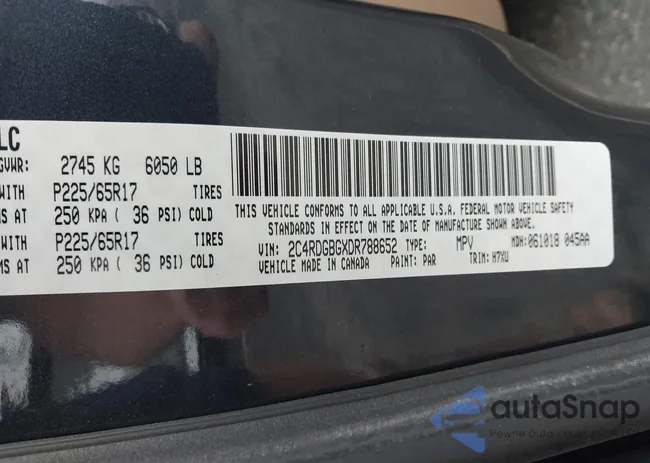 LC
GVWR: 2745 KG 6050 LB
WITH P225/65R17 TIRES
MS AT 250 KPA ( 36 PSI) COLD
WITH P225/65R17 TIRES
MS AT 250 KPA ( 36 PSI) COLD
THIS VEHICLE CONFORMS TO ALL APPLICABLE U.S.A. FEDERAL MOTOR VEHICLE SAFETY
STANDARDS IN EFFECT ON THE DATE OF MANUFACTURE SHOWN ABOVE.
VIN: 2C4RDGBGXDR788652 TYPE: MPV MDH: 061018 045AA
VEHICLE MADE IN CANADA PAINT: PAR TRIM: H7XU
autaSnap
Pewne Auta z